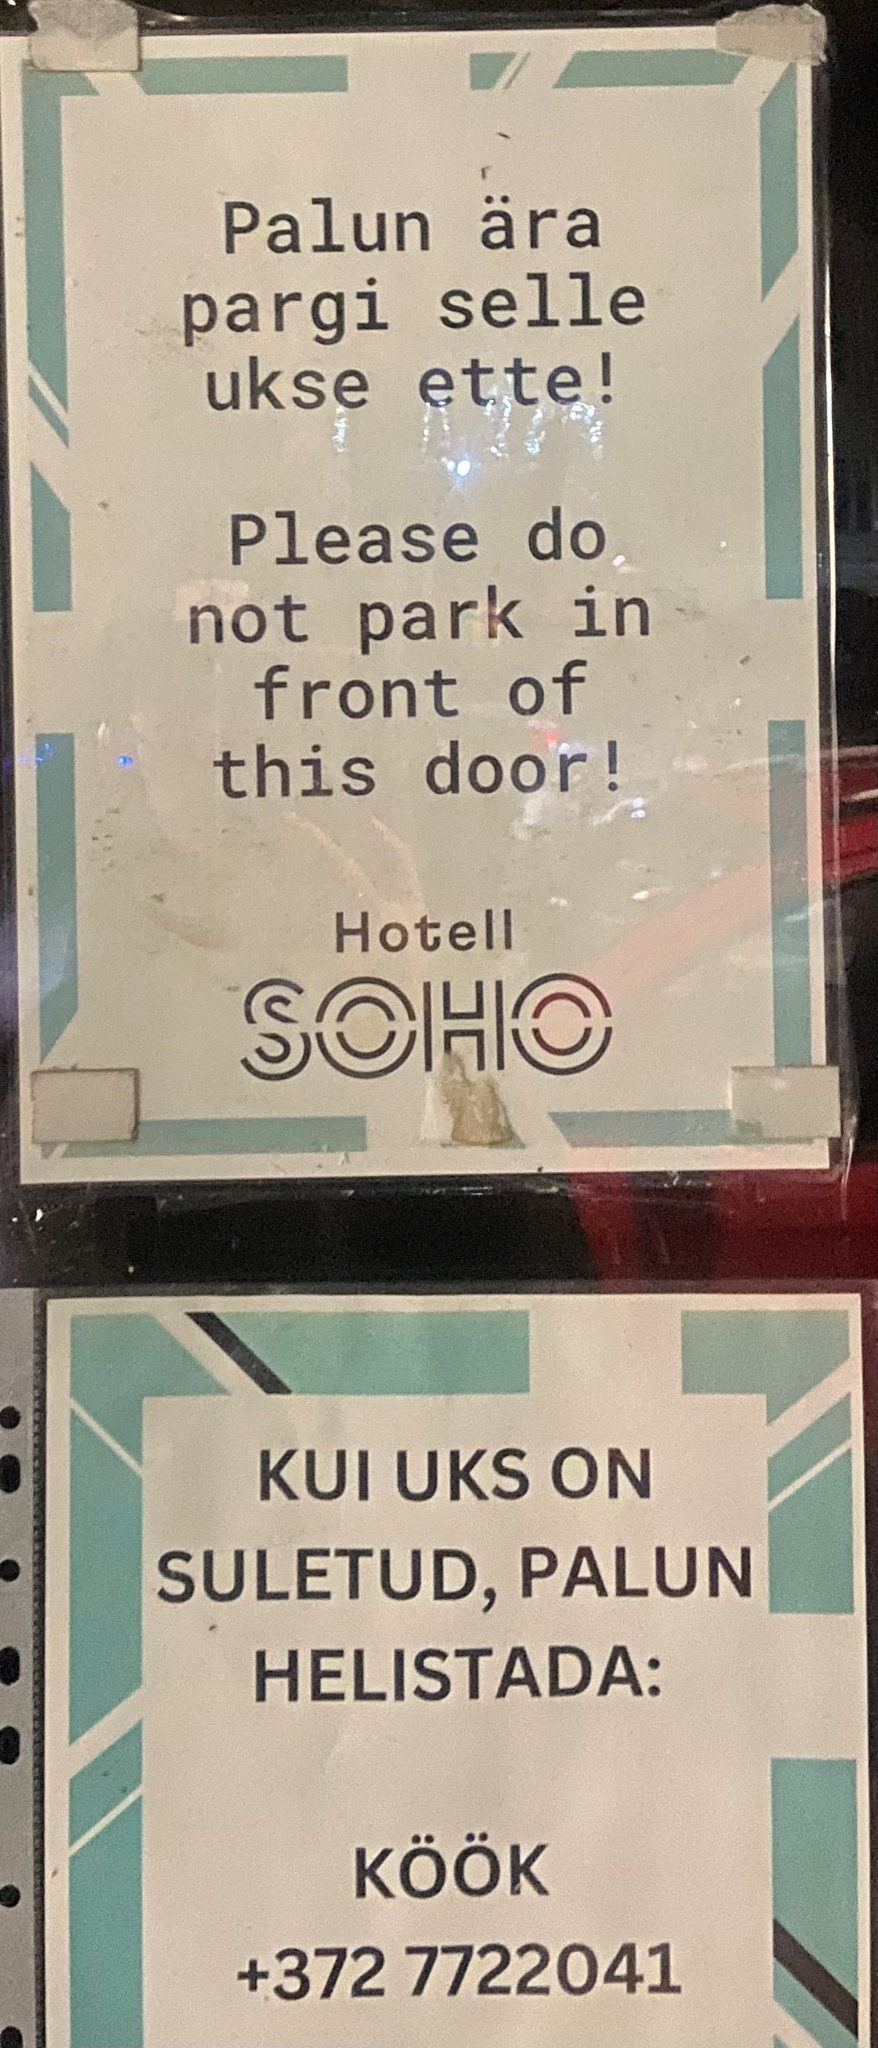 Palun ära
pargi selle
ukse ette!
Please do
not park in
front of
this door!
Hotell
SOHO
KUI UKS ON
SULETUD, PALUN
HELISTADA:
KÖÖK
+372 7722041